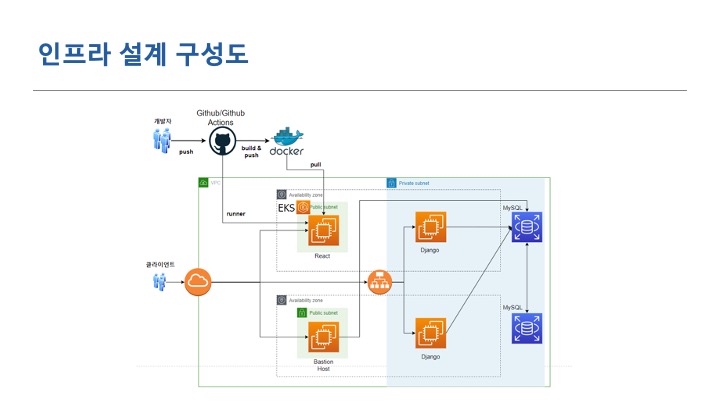 인프라 설계 구성도
개발자
Github/Github
Actions
push
build &
push
docker
pull
VPC
Private subnet
Availability zone
EKS
Public subnet
MySQL
runner
React
Django
클라이언트
Availability zone
Public subnet
MySQL
Bastion
Host
Django